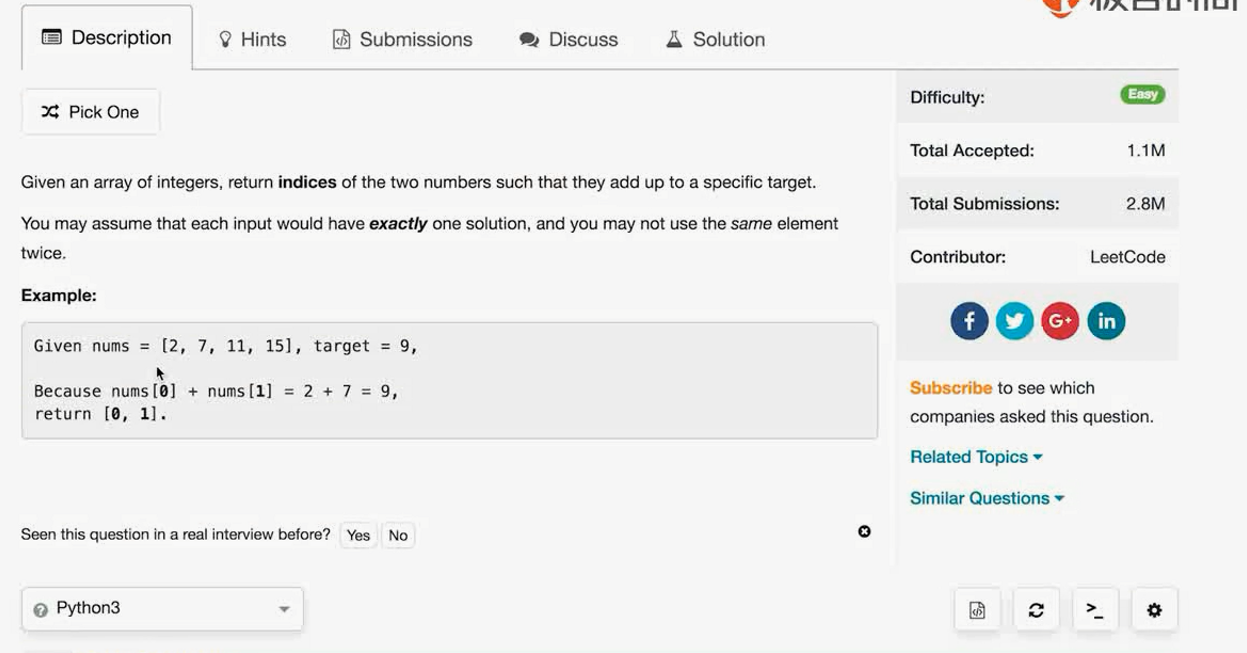 Description
Hints
Submissions
Discuss
Solution
Pick One
Given an array of integers, return indices of the two numbers such that they add up to a specific target.
You may assume that each input would have exactly one solution, and you may not use the same element
twice.
Example:
Given nums = [2, 7, 11, 15], target = 9,
Because nums[0] + nums[1] = 2 + 7 = 9,
return [0, 1].
Seen this question in a real interview before? Yes No
Python3
Difficulty: Easy
Total Accepted: 1.1M
Total Submissions: 2.8M
Contributor: LeetCode
f
G+
in
Subscribe to see which
companies asked this question.
Related Topics
Similar Questions
>_